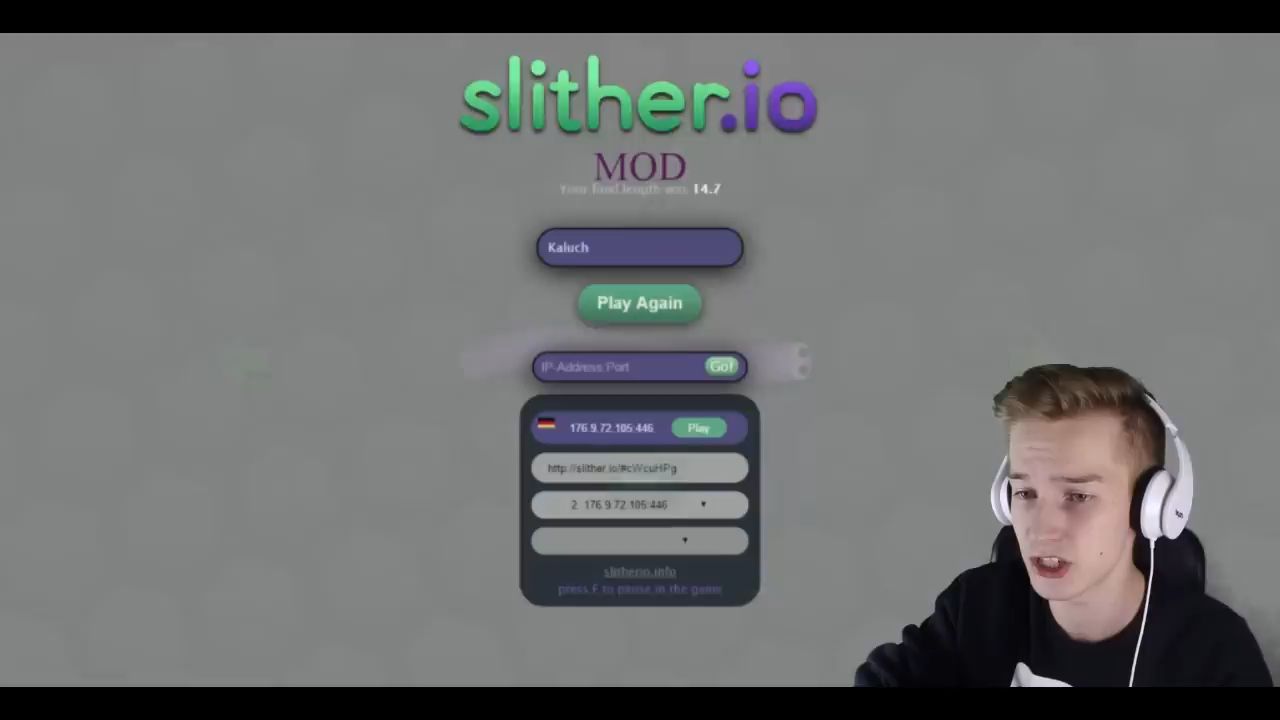 slither.io
MOD
Your final length was 14.7
Kaluch
Play Again
IP-Address:Port Go!
176.9.72.105:446 Play
http://slither.io/#cWcuHPg
2. 176.9.72.105:446
slitherio.info
press E to pause in the game